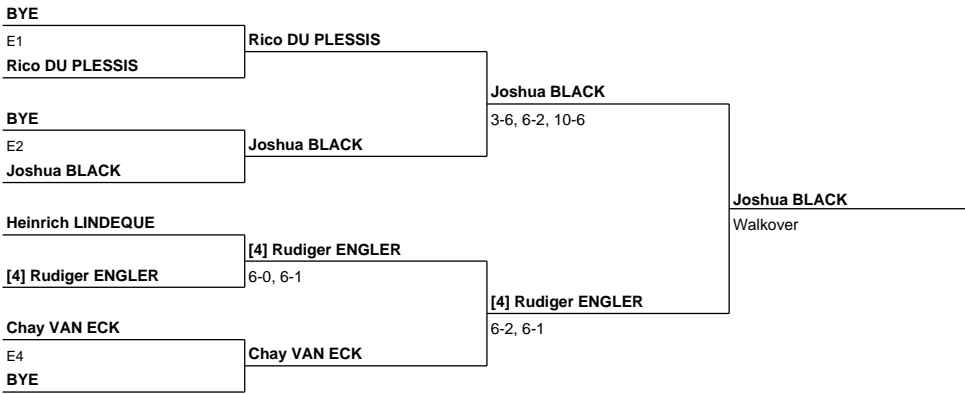 BYE
E1
Rico DU PLESSIS
Rico DU PLESSIS
Joshua BLACK
3-6, 6-2, 10-6
BYE
E2
Joshua BLACK
Joshua BLACK
Joshua BLACK
Walkover
Heinrich LINDEQUE
[4] Rudiger ENGLER
[4] Rudiger ENGLER
6-0, 6-1
[4] Rudiger ENGLER
6-2, 6-1
Chay VAN ECK
E4
BYE
Chay VAN ECK